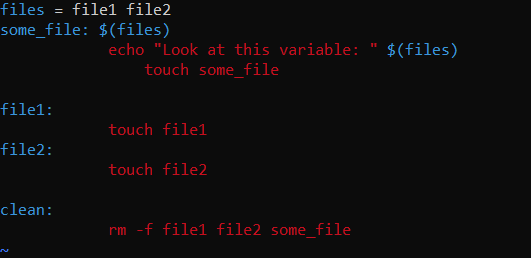 files = file1 file2
some_file: $(files)
echo "Look at this variable: " $(files)
touch some_file
file1:
touch file1
file2:
touch file2
clean:
rm -f file1 file2 some_file
~